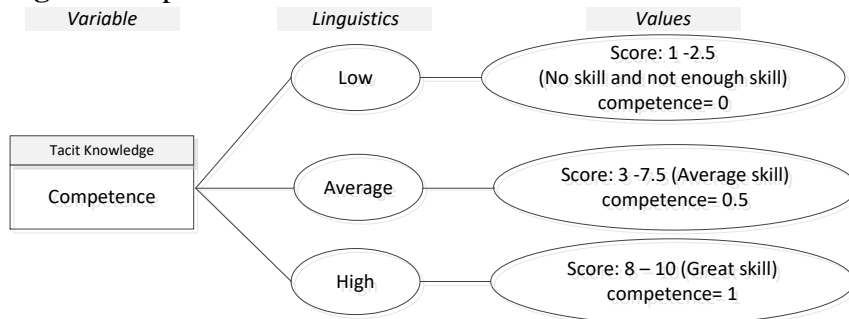 Variable Linguistics Values
Score: 1 -2.5
Low
(No skill and not enough skill)
competence= 0
Tacit Knowledge
Competence
Average
Score: 3 -7.5 (Average skill)
competence= 0.5
High
Score: 8 – 10 (Great skill)
competence= 1